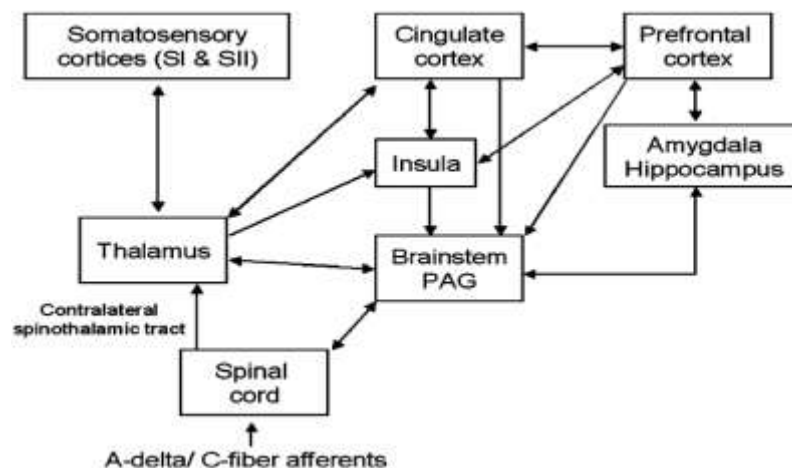 Somatosensory
cortices (SI & SII)
Cingulate
cortex
Prefrontal
cortex
Insula
Amygdala
Hippocampus
Thalamus
Brainstem
PAG
Contralateral
spinothalamic tract
Spinal
cord
A-delta/ C-fiber afferents